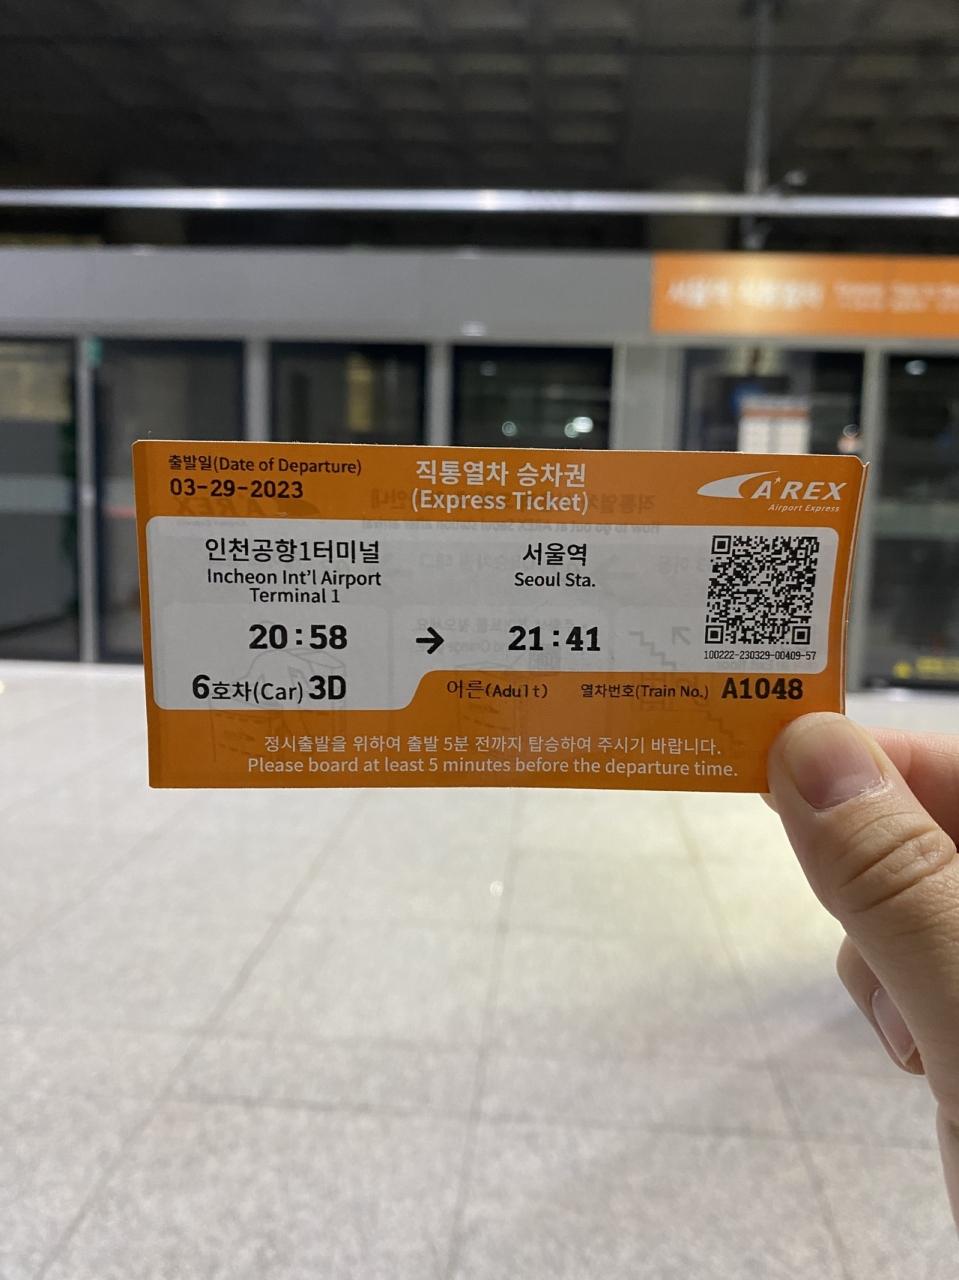 출발일(Date of Departure)
03-29-2023
직통열차 승차권
(Express Ticket)
A'REX
Airport Express
인천공항1터미널
Incheon Int'l Airport
Terminal 1
서울역
Seoul Sta.
20:58 → 21:41
100222-230329-00409-57
6호차(Car) 3D
어른(Adult)
열차번호(Train No.) A1048
정시출발을 위하여 출발 5분 전까지 탑승하여 주시기 바랍니다.
Please board at least 5 minutes before the departure time.